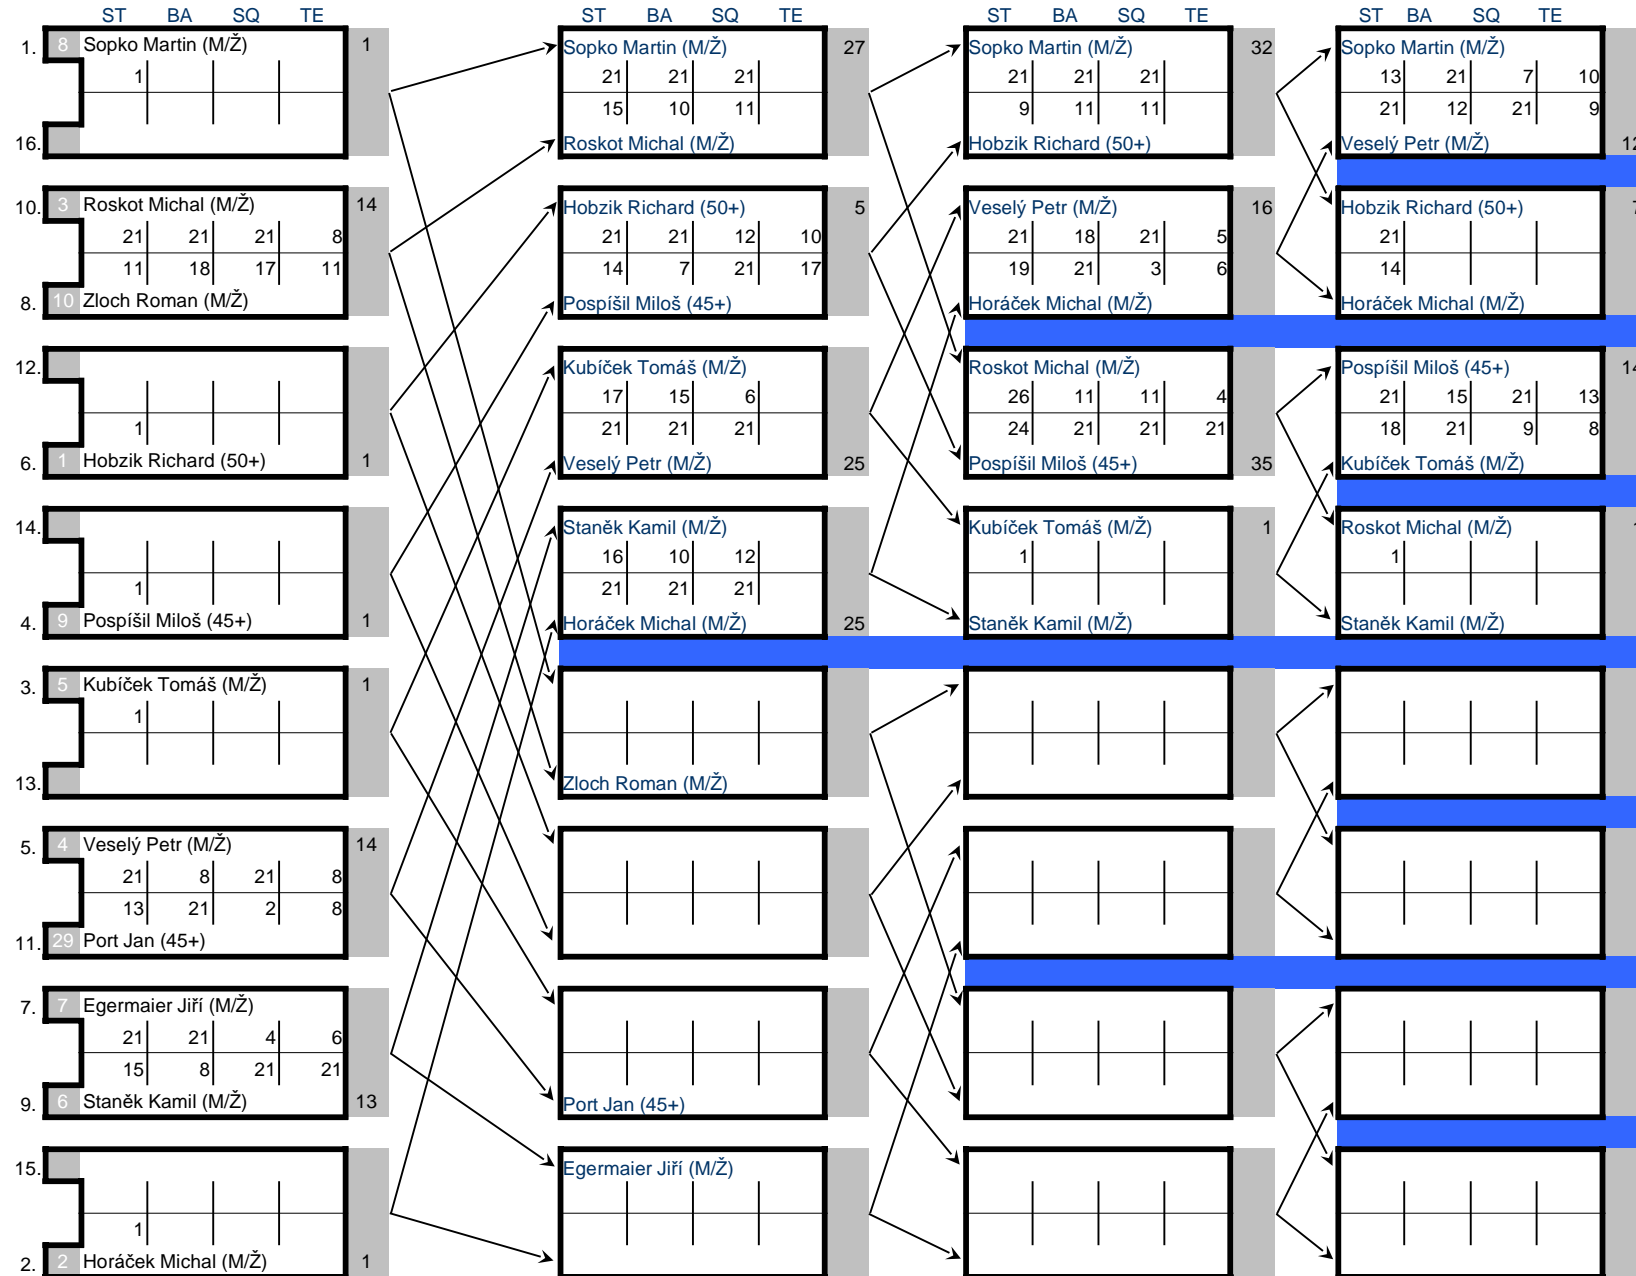 ST BA SQ TE
1. 8 Sopko Martin (M/Ž) 1
1
16.
10. 3 Roskot Michal (M/Ž) 14
21 21 21 8
11 18 17 11
8. 10 Zloch Roman (M/Ž)
12.
1
6. 1 Hobzik Richard (50+) 1
14.
1
4. 9 Pospíšil Miloš (45+) 1
3. 5 Kubíček Tomáš (M/Ž) 1
1
13.
5. 4 Veselý Petr (M/Ž) 14
21 8 21 8
13 21 2 8
11. 29 Port Jan (45+)
7. 7 Egermaier Jiří (M/Ž)
21 21 4 6
15 8 21 21
9. 6 Staněk Kamil (M/Ž) 13
15.
1
2. 2 Horáček Michal (M/Ž) 1
ST BA SQ TE
Sopko Martin (M/Ž) 27
21 21 21
15 10 11
Roskot Michal (M/Ž)
Hobzik Richard (50+) 5
21 21 12 10
14 7 21 17
Pospíšil Miloš (45+)
Kubíček Tomáš (M/Ž)
17 15 6
21 21 21
Veselý Petr (M/Ž) 25
Staněk Kamil (M/Ž)
16 10 12
21 21 21
Horáček Michal (M/Ž) 25
Zloch Roman (M/Ž)
Port Jan (45+)
Egermaier Jiří (M/Ž)
ST BA SQ TE
Sopko Martin (M/Ž) 32
21 21 21
9 11 11
Hobzik Richard (50+)
Veselý Petr (M/Ž) 16
21 18 21 5
19 21 3 6
Horáček Michal (M/Ž)
Roskot Michal (M/Ž)
26 11 11 4
24 21 21 21
Pospíšil Miloš (45+) 35
Kubíček Tomáš (M/Ž) 1
1
Staněk Kamil (M/Ž)
ST BA SQ TE
Sopko Martin (M/Ž)
13 21 7 10
21 12 21 9
Veselý Petr (M/Ž) 12
Hobzik Richard (50+) 7
21
14
Horáček Michal (M/Ž)
Pospíšil Miloš (45+) 14
21 15 21 13
18 21 9 8
Kubíček Tomáš (M/Ž)
Roskot Michal (M/Ž) 1
1
Staněk Kamil (M/Ž)